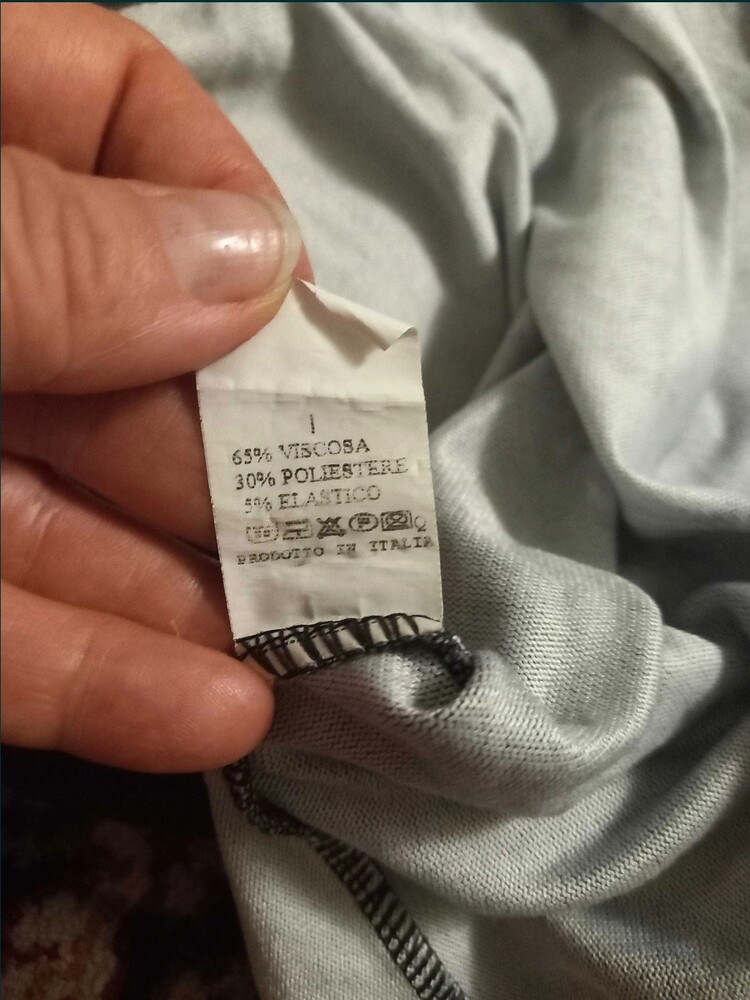 I
65% VISCOSA
30% POLIESTERE
5% ELASTICO
PRODOTTO IN ITALIA